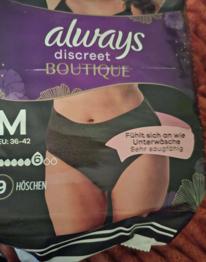 always
discreet
BOUTIQUE
M
EU: 36-42
6
9 HÖSCHEN
Fühlt sich an wie
Unterwäsche
Sehr saugfähig